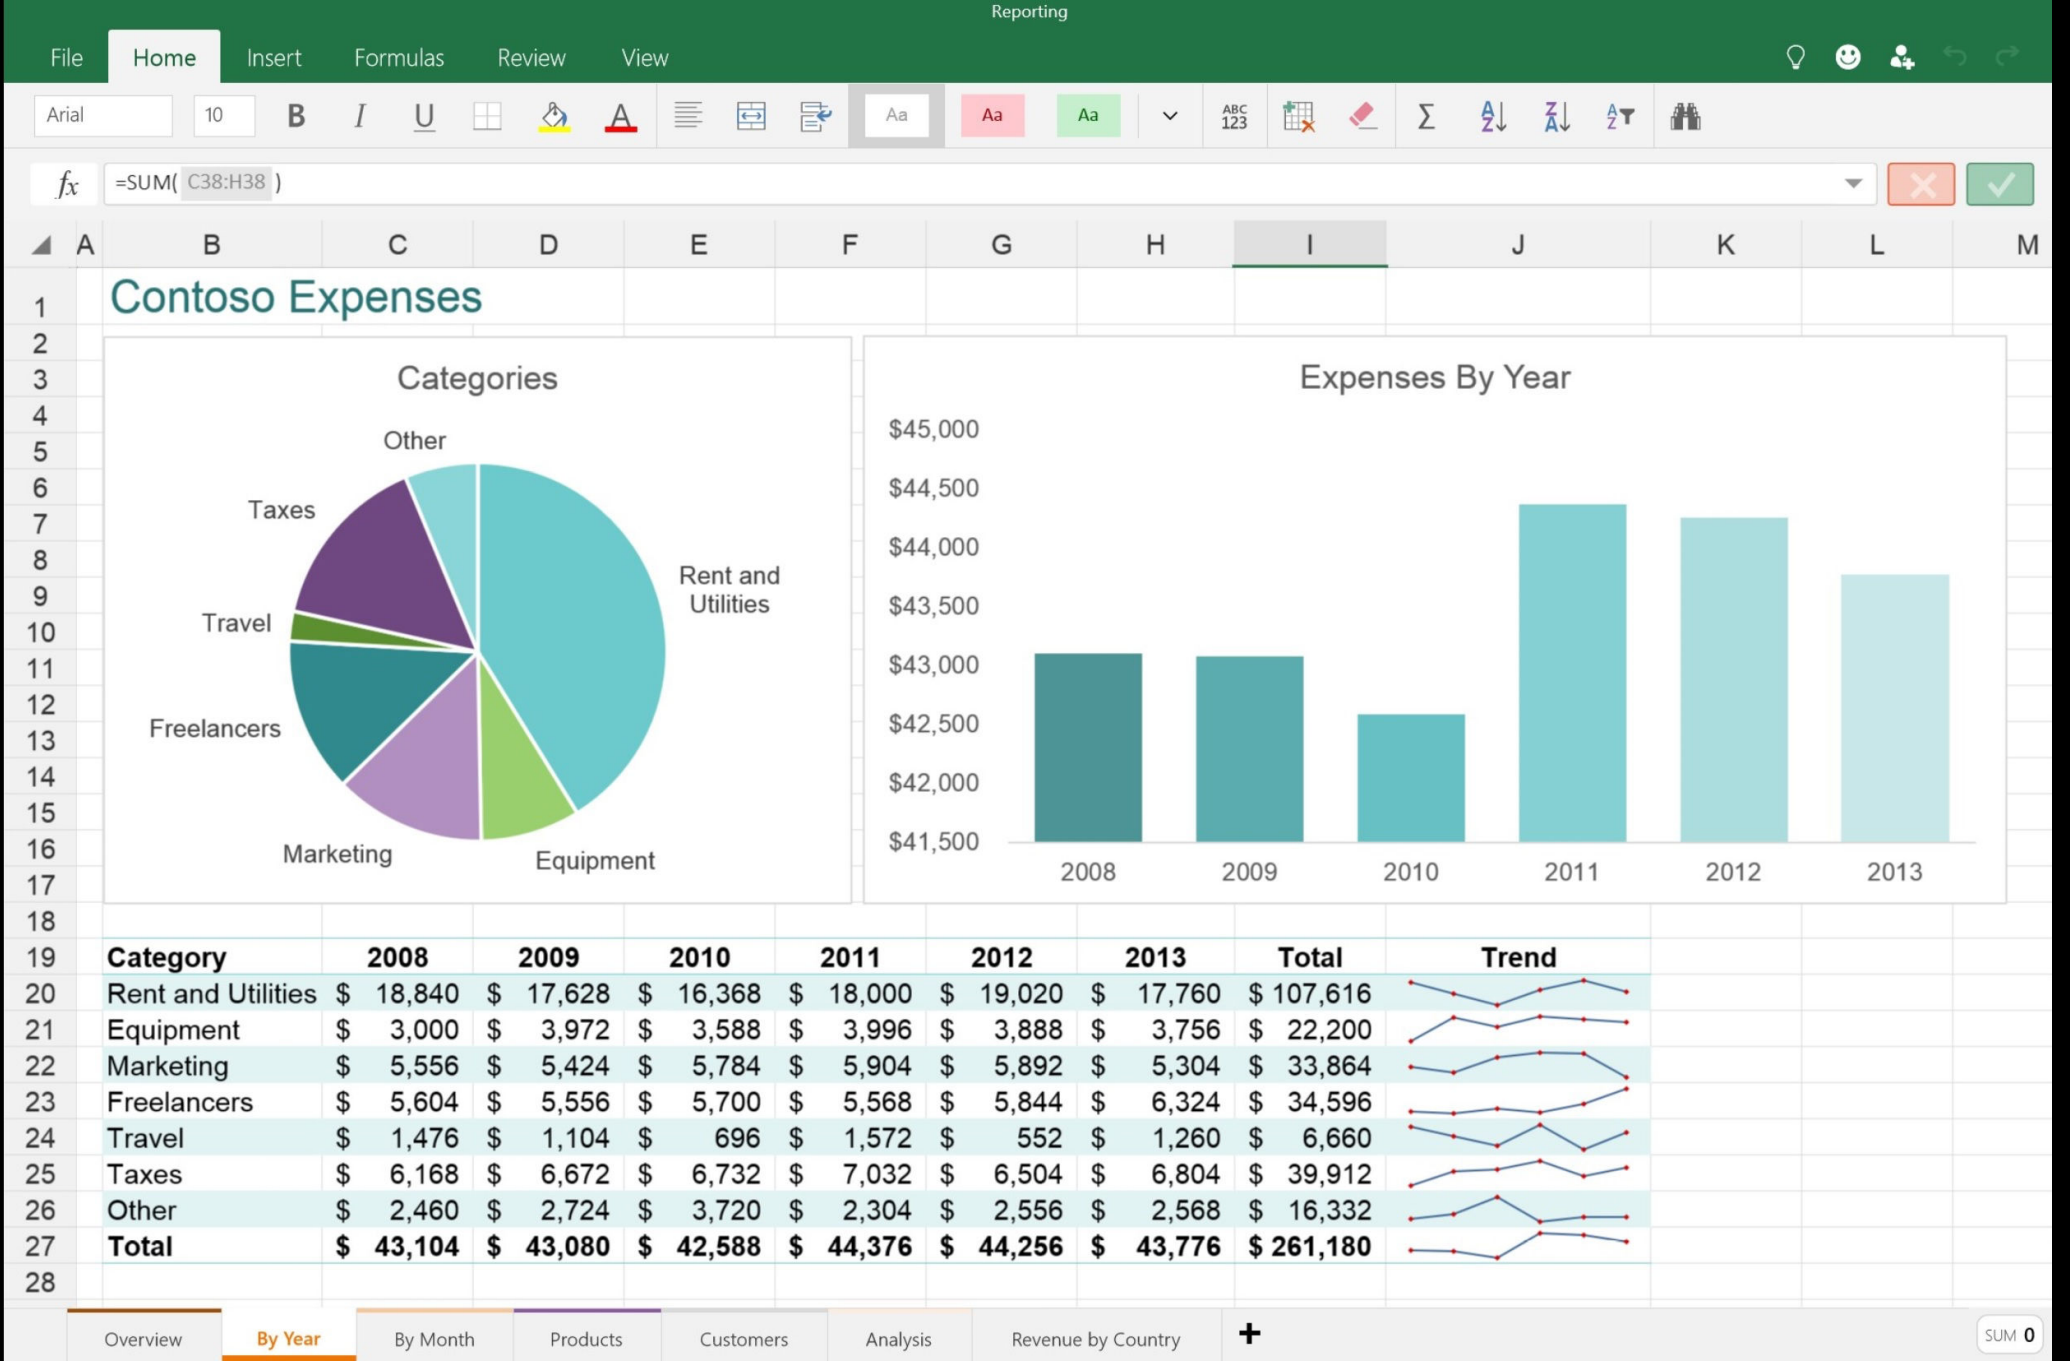 Reporting
File Home Insert Formulas Review View
Arial 10 B I U A Aa Aa Aa ABC 123 Σ A Z Z A A Z
fx =SUM( C38:H38 )
A B C D E F G H I J K L M
1 Contoso Expenses
2
3
4
5
6
7
8
9
10
11
12
13
14
15
16
17
18
Categories
Other
Taxes
Travel
Freelancers
Marketing
Equipment
Rent and
Utilities
Expenses By Year
$45,000
$44,500
$44,000
$43,500
$43,000
$42,500
$42,000
$41,500
2008 2009 2010 2011 2012 2013
19 Category 2008 2009 2010 2011 2012 2013 Total Trend
20 Rent and Utilities $ 18,840 $ 17,628 $ 16,368 $ 18,000 $ 19,020 $ 17,760 $ 107,616
21 Equipment $ 3,000 $ 3,972 $ 3,588 $ 3,996 $ 3,888 $ 3,756 $ 22,200
22 Marketing $ 5,556 $ 5,424 $ 5,784 $ 5,904 $ 5,892 $ 5,304 $ 33,864
23 Freelancers $ 5,604 $ 5,556 $ 5,700 $ 5,568 $ 5,844 $ 6,324 $ 34,596
24 Travel $ 1,476 $ 1,104 $ 696 $ 1,572 $ 552 $ 1,260 $ 6,660
25 Taxes $ 6,168 $ 6,672 $ 6,732 $ 7,032 $ 6,504 $ 6,804 $ 39,912
26 Other $ 2,460 $ 2,724 $ 3,720 $ 2,304 $ 2,556 $ 2,568 $ 16,332
27 Total $ 43,104 $ 43,080 $ 42,588 $ 44,376 $ 44,256 $ 43,776 $ 261,180
28
Overview By Year By Month Products Customers Analysis Revenue by Country + SUM 0